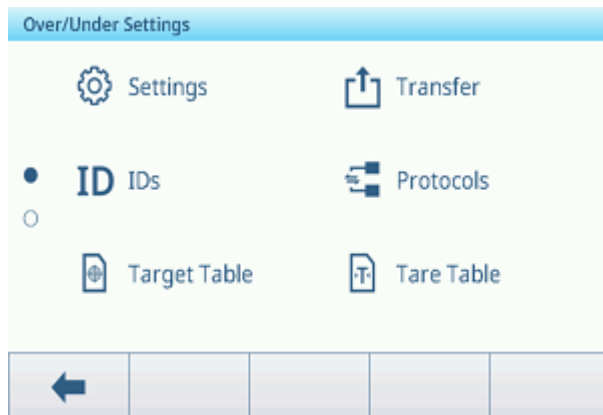 Over/Under Settings
Settings
Transfer
ID IDs
Protocols
Target Table
T Tare Table